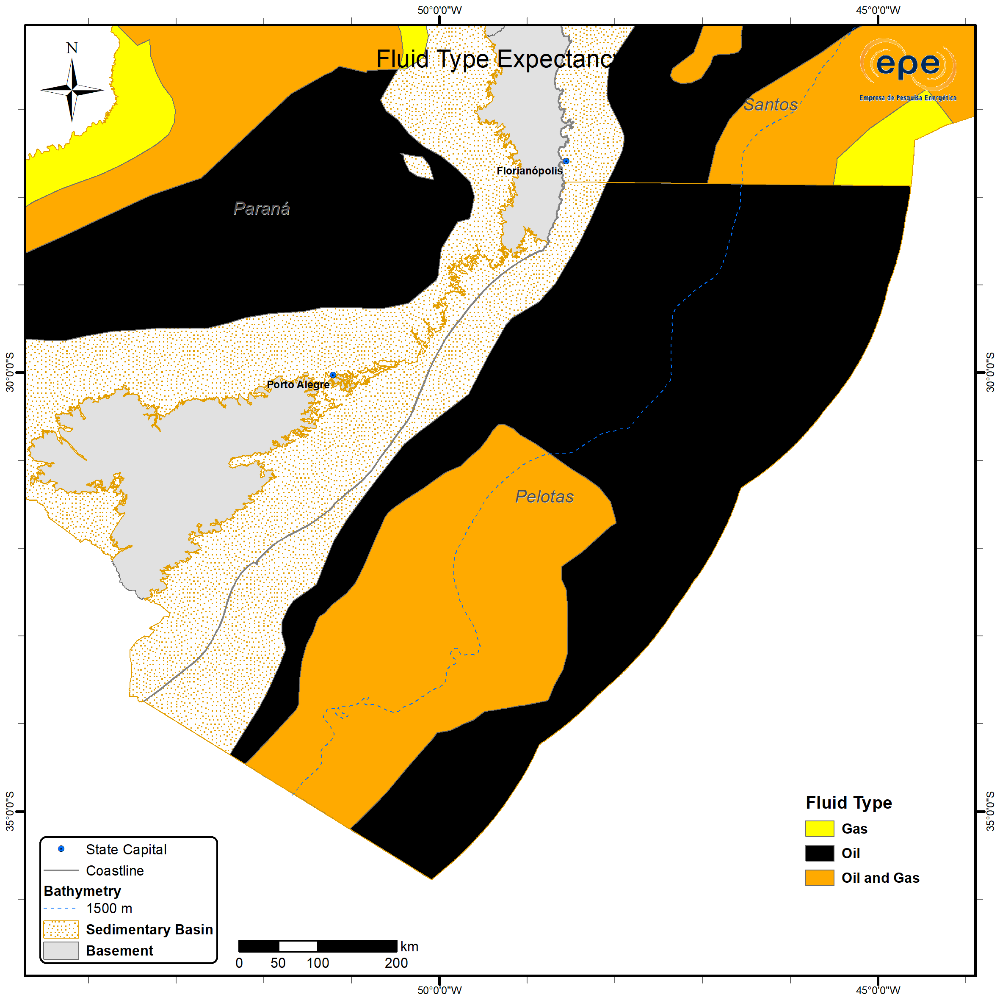 50°0'0"W
45°0'0"W
N
Fluid Type Expectancy
epe
Empresa de Pesquisa Energética
Santos
Florianópolis
Paraná
30°0'0"S
30°0'0"S
Porto Alegre
Pelotas
35°0'0"S
35°0'0"S
Fluid Type
Gas
Oil
Oil and Gas
State Capital
Coastline
Bathymetry
1500 m
Sedimentary Basin
Basement
km
0 50 100 200
50°0'0"W
45°0'0"W